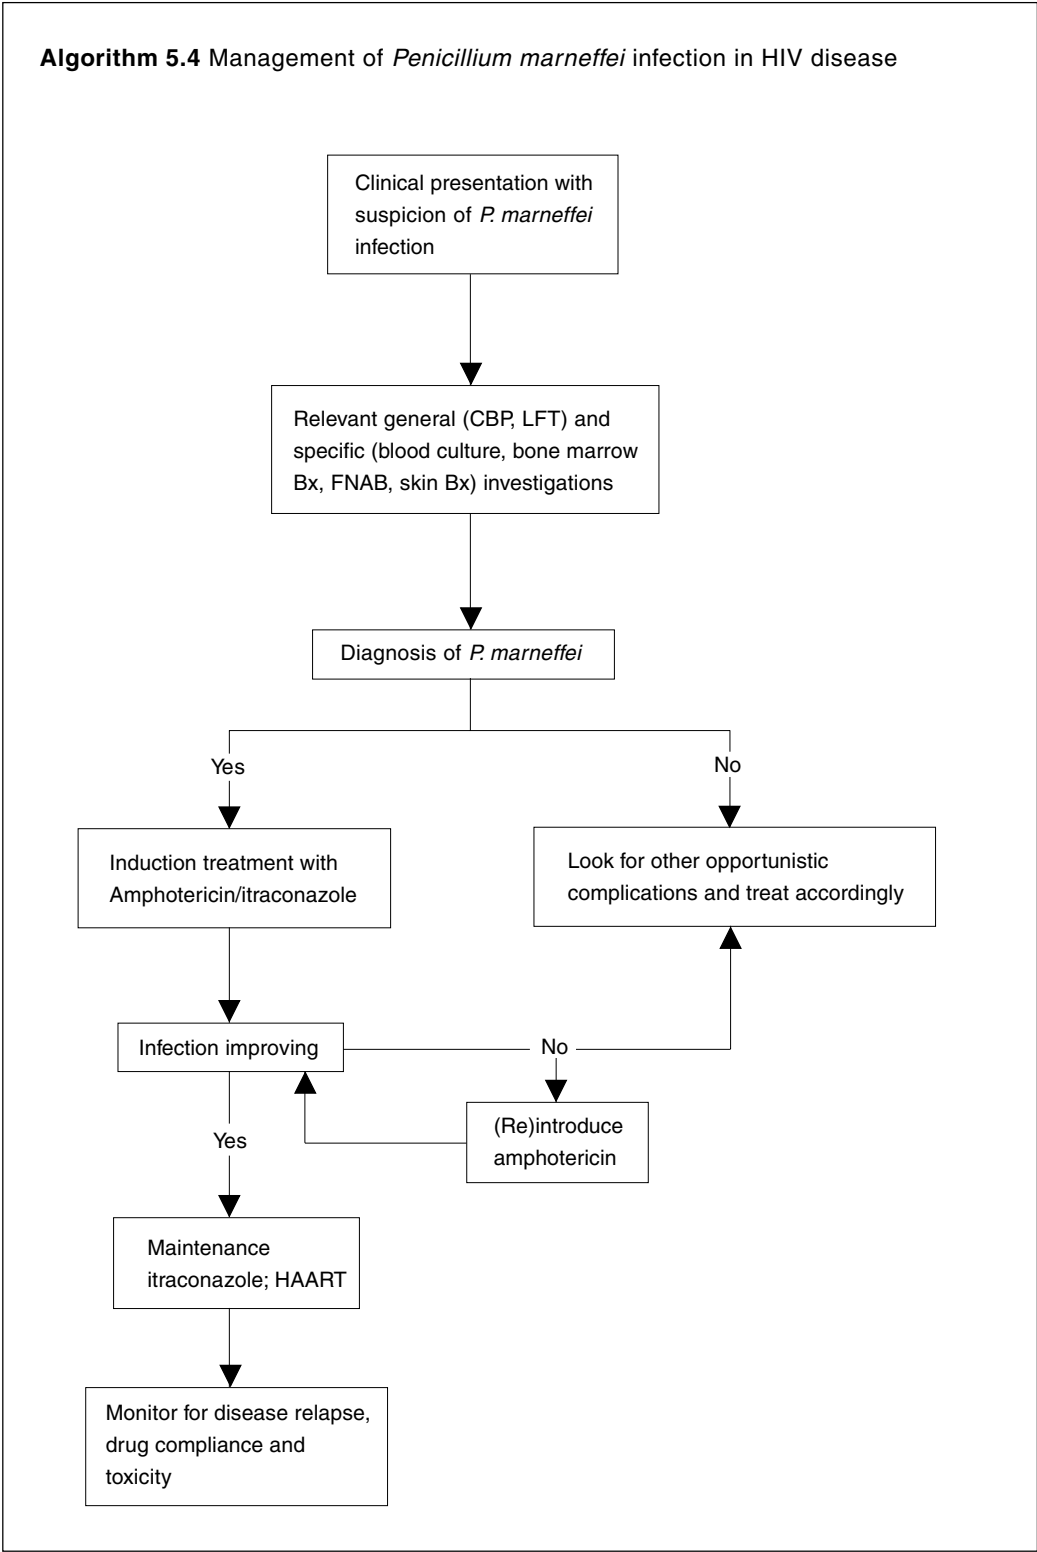 Algorithm 5.4 Management of Penicillium marneffei infection in HIV disease
Clinical presentation with
suspicion of P. marneffei
infection
Relevant general (CBP, LFT) and
specific (blood culture, bone marrow
Bx, FNAB, skin Bx) investigations
Diagnosis of P. marneffei
Yes
No
Induction treatment with
Amphotericin/itraconazole
Look for other opportunistic
complications and treat accordingly
Infection improving
No
(Re)introduce
amphotericin
Yes
Maintenance
itraconazole; HAART
Monitor for disease relapse,
drug compliance and
toxicity